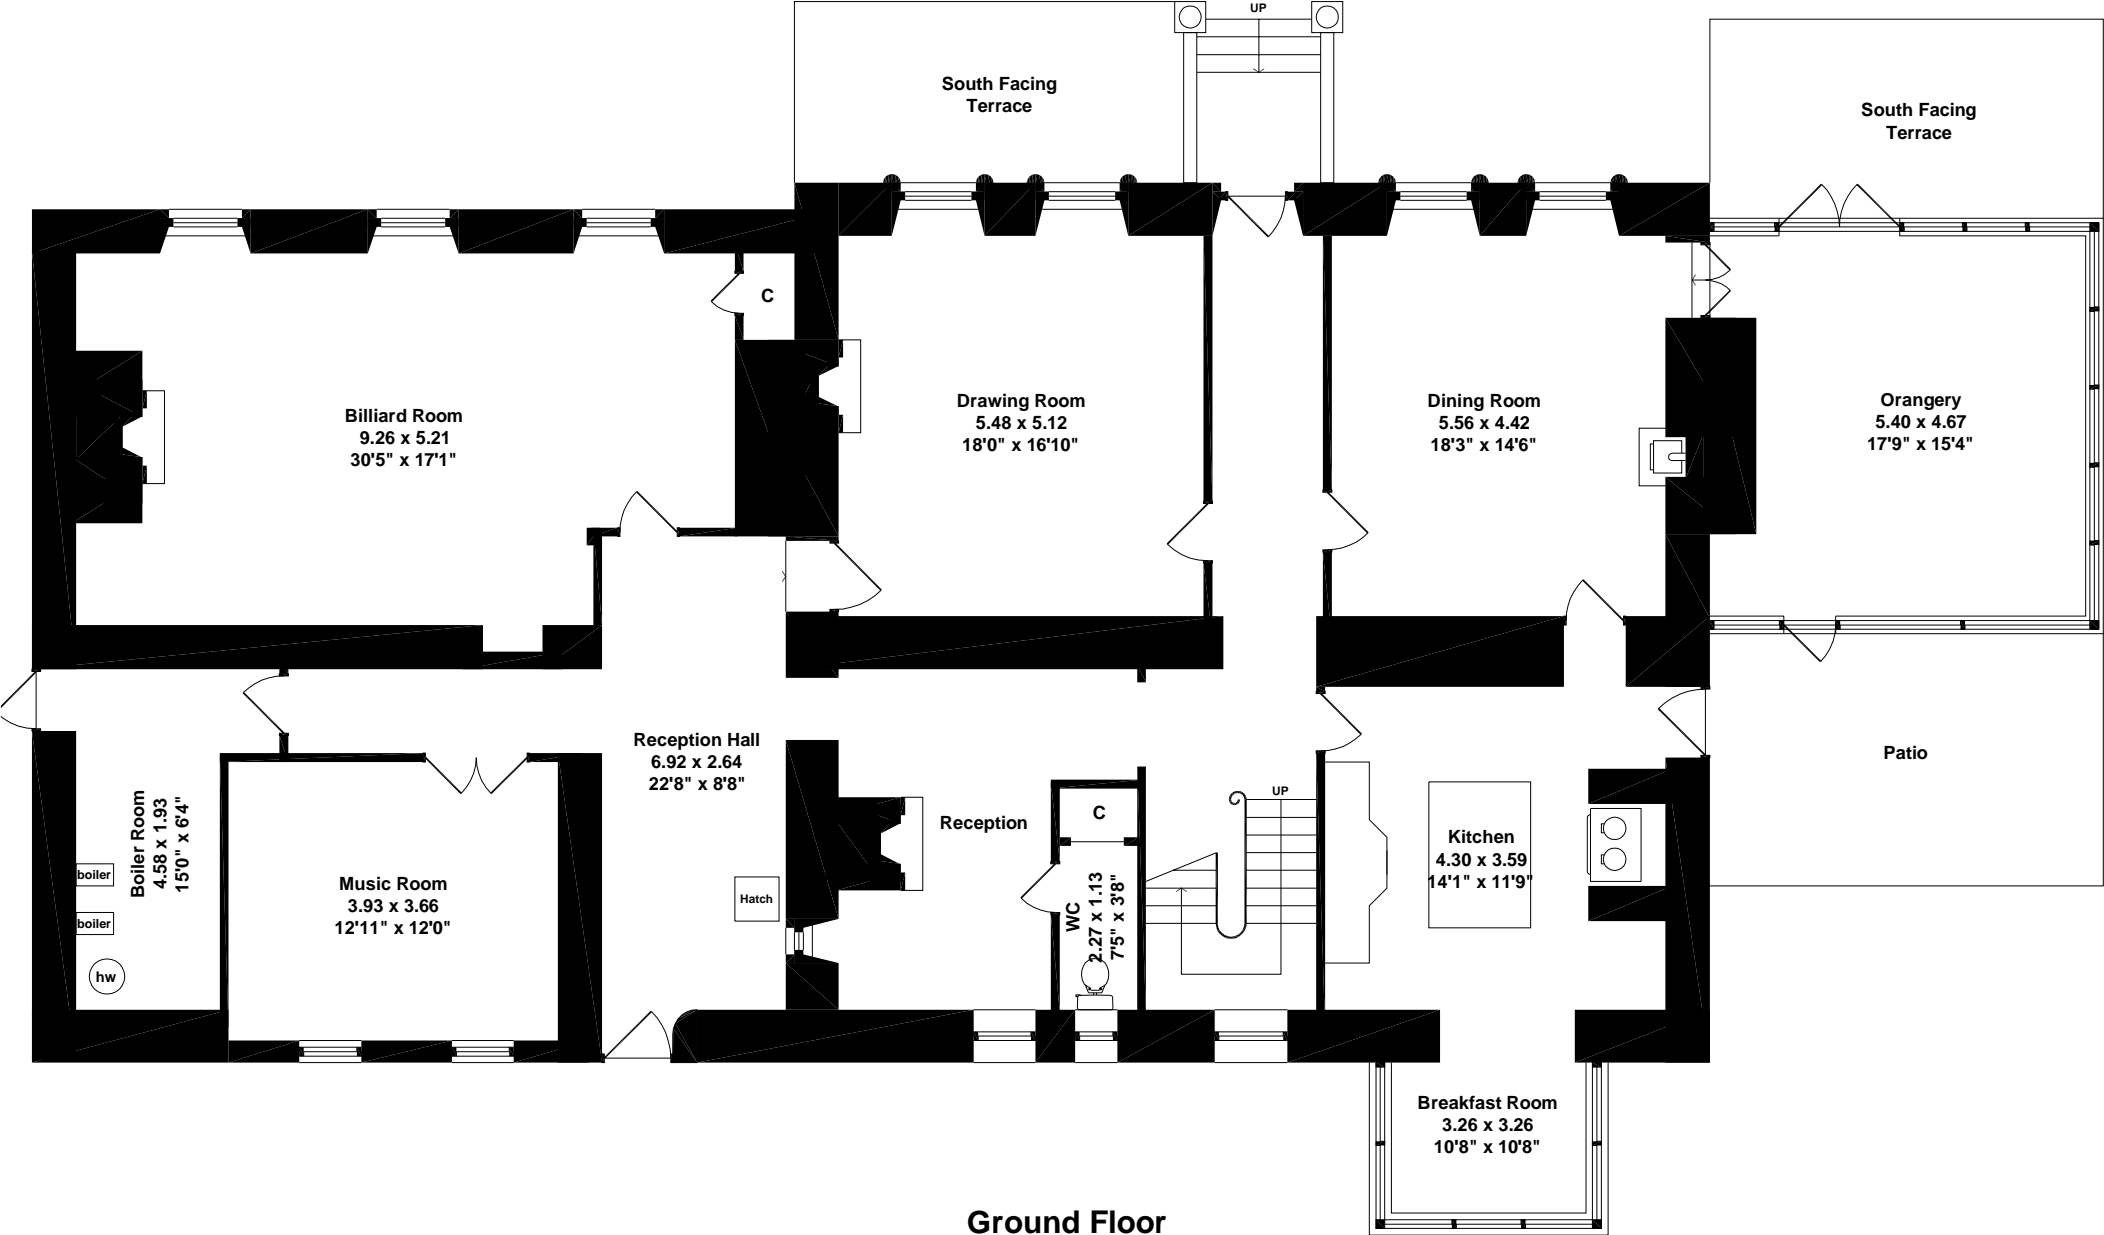 UP
South Facing
Terrace
South Facing
Terrace
C
Billiard Room
9.26 x 5.21
30'5" x 17'1"
Drawing Room
5.48 x 5.12
18'0" x 16'10"
Dining Room
5.56 x 4.42
18'3" x 14'6"
Orangery
5.40 x 4.67
17'9" x 15'4"
Reception Hall
6.92 x 2.64
22'8" x 8'8"
Patio
Boiler Room
4.58 x 1.93
15'0" x 6'4"
boiler
boiler
hw
Music Room
3.93 x 3.66
12'11" x 12'0"
Hatch
Reception
C
WC
2.27 x 1.13
7'5" x 3'8"
UP
Kitchen
4.30 x 3.59
14'1" x 11'9"
Breakfast Room
3.26 x 3.26
10'8" x 10'8"
Ground Floor